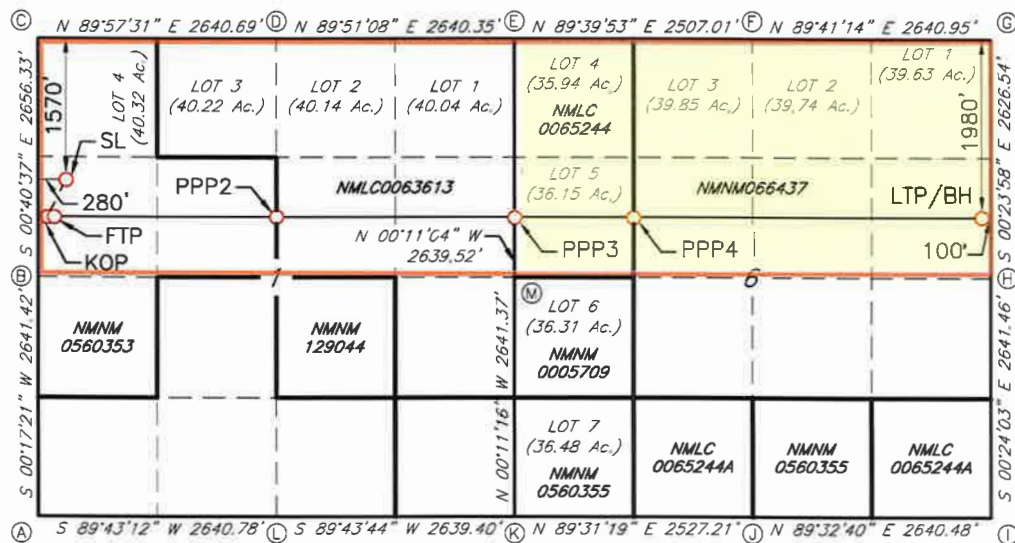 C N 89°57'31" E 2640.69' D N 89°51'08" E 2640.35' E N 89°39'53" E 2507.01' F N 89°41'14" E 2640.95' G
S 00°40'37" E 2656.33'
1570'
LOT 4
(40.32 Ac.)
SL
280'
FTP
KOP
LOT 3
(40.22 Ac.)
LOT 2
(40.14 Ac.)
LOT 1
(40.04 Ac.)
PPP2
NMLC0063613
N 00°11'04" W
2639.52'
LOT 4
(35.94 Ac.)
NMLC
0065244
LOT 5
(36.15 Ac.)
PPP3
LOT 3
(39.85 Ac.)
LOT 2
(39.74 Ac.)
LOT 1
(39.63 Ac.)
NMNM066437
PPP4
1980'
LTP/BH
100'
S 00°23'58" E 2626.54'
B
1
M
6
H
S 00°17'21" W 2641.42'
NMNM
0560353
NMNM
129044
N 00°11'16" W 2641.37'
LOT 6
(36.31 Ac.)
NMNM
0005709
LOT 7
(36.48 Ac.)
NMNM
0560355
NMLC
0065244A
NMNM
0560355
NMLC
0065244A
S 00°24'03" E 2641.46'
A S 89°43'12" W 2640.78' L S 89°43'44" W 2639.40' K N 89°31'19" E 2527.21' J N 89°32'40" E 2640.48' I